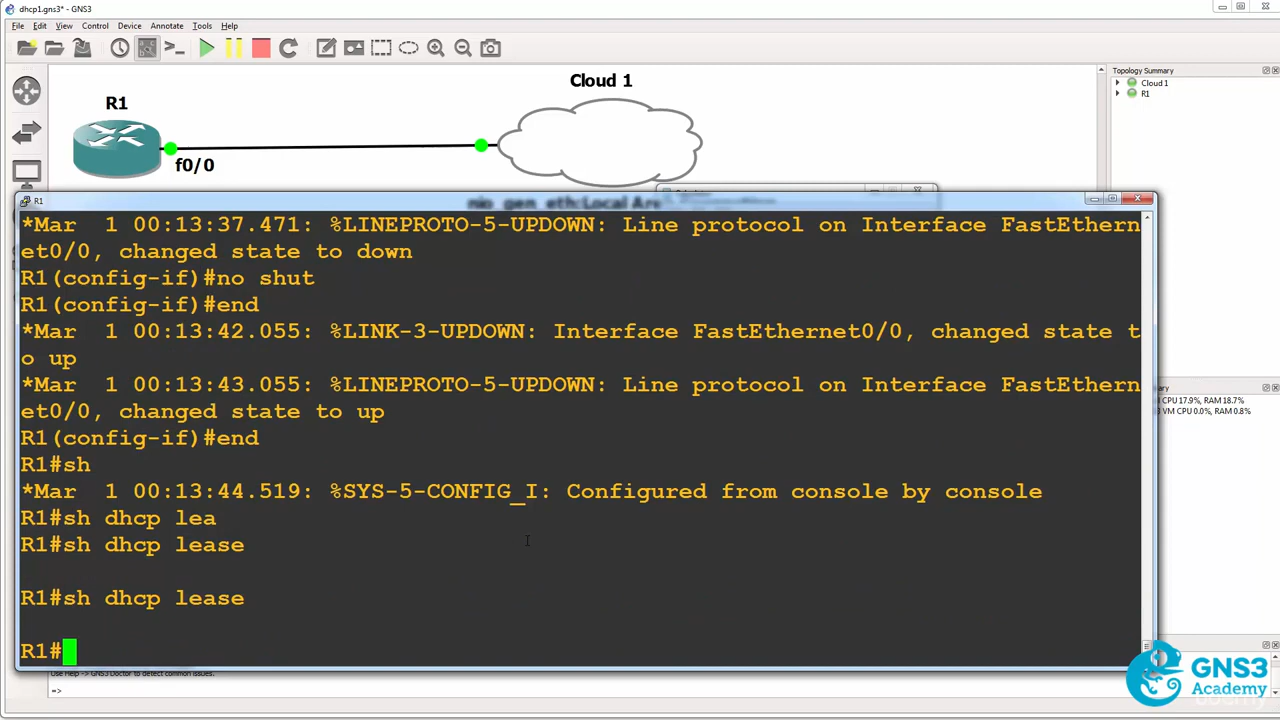 dhcp1.gns3* - GNS3
File Edit View Control Device Annotate Tools Help
Topology Summary
Cloud 1
R1
R1
f0/0
Cloud 1
nio_gen_eth:Local
R1
*Mar  1 00:13:37.471: %LINEPROTO-5-UPDOWN: Line protocol on Interface FastEthern
et0/0, changed state to down
R1(config-if)#no shut
R1(config-if)#end
*Mar  1 00:13:42.055: %LINK-3-UPDOWN: Interface FastEthernet0/0, changed state t
o up
*Mar  1 00:13:43.055: %LINEPROTO-5-UPDOWN: Line protocol on Interface FastEthern
et0/0, changed state to up
R1(config-if)#end
R1#sh
*Mar  1 00:13:44.519: %SYS-5-CONFIG_I: Configured from console by console
R1#sh dhcp lea
R1#sh dhcp lease
R1#sh dhcp lease
R1#
CPU 17.9%, RAM 18.7%
VM CPU 0.0%, RAM 0.8%
Use Help -> GNS3 Doctor to detect common issues.
=>
GNS3
Academy